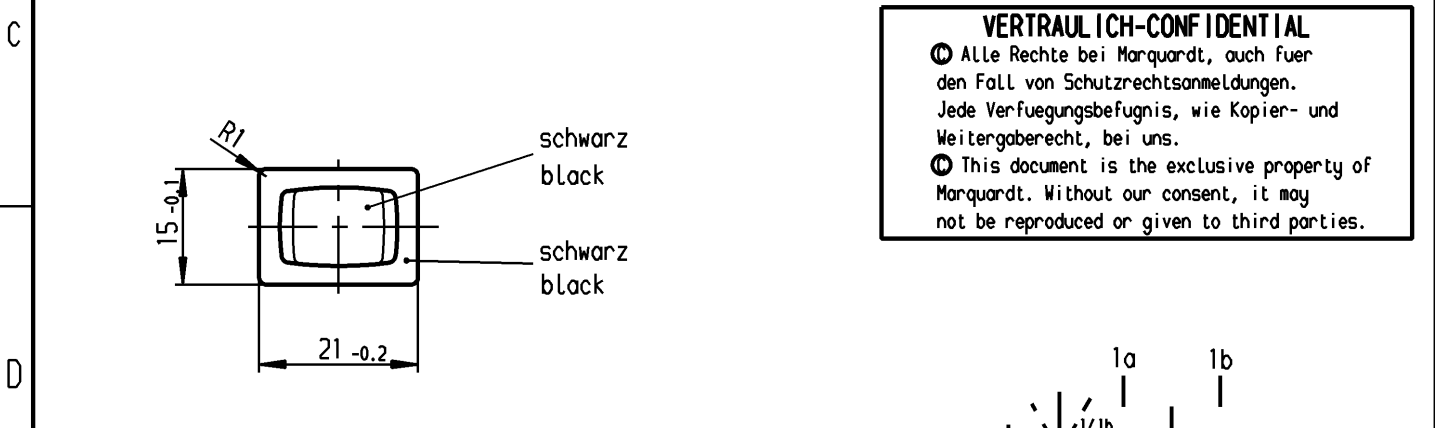 C
VERTRAULICH-CONFIDENTIAL
© Alle Rechte bei Marquardt, auch fuer
den Fall von Schutzrechtsanmeldungen.
Jede Verfuegungsbefugnis, wie Kopier- und
Weitergaberecht, bei uns.
© This document is the exclusive property of
Marquardt. Without our consent, it may
not be reproduced or given to third parties.
R1
schwarz
black
15 -0.1
schwarz
black
21 -0.2
D
1a
1b